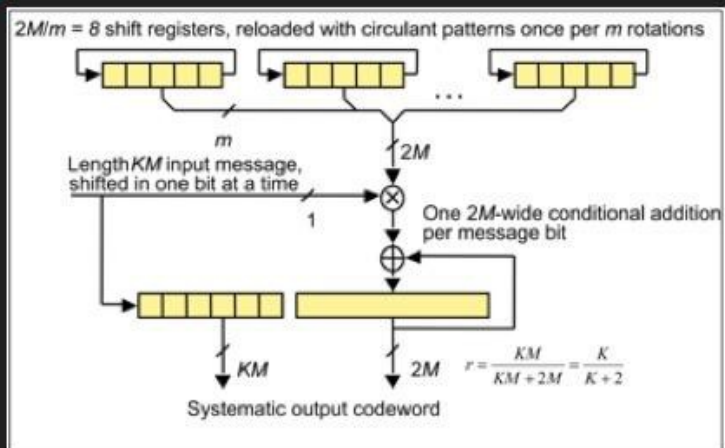 2M/m = 8 shift registers, reloaded with circulant patterns once per m rotations
...
m
2M
Length KM input message,
shifted in one bit at a time
1
One 2M-wide conditional addition
per message bit
KM
2M
r = KM / KM + 2M = K / K + 2
Systematic output codeword